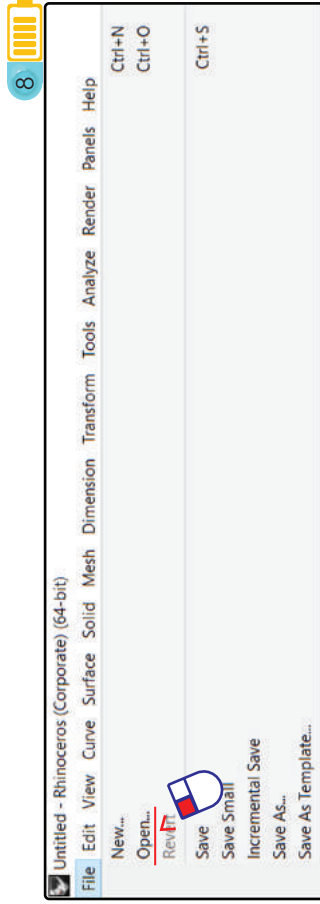 8
Untitled - Rhinoceros (Corporate) (64-bit)
File Edit View Curve Surface Solid Mesh Dimension Transform Tools Analyze Render Panels Help
New... Ctrl+N
Open... Ctrl+O
Revert
Save Ctrl+S
Save Small
Incremental Save
Save As...
Save As Template...